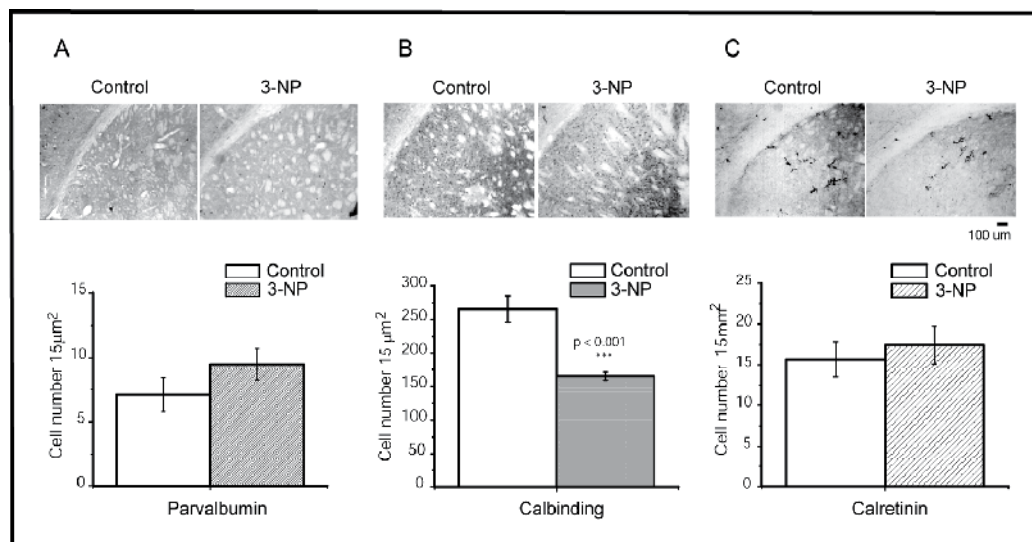 A
Control 3-NP
Control
3-NP
Cell number 15µm²
15
10
5
0
Parvalbumin
B
Control 3-NP
Control
3-NP
Cell number 15 µm²
300
250
200
150
100
50
0
p < 0.001
***
Calbinding
C
Control 3-NP
100 um
Control
3-NP
Cell number 15mm²
25
20
15
10
5
0
Calretinin